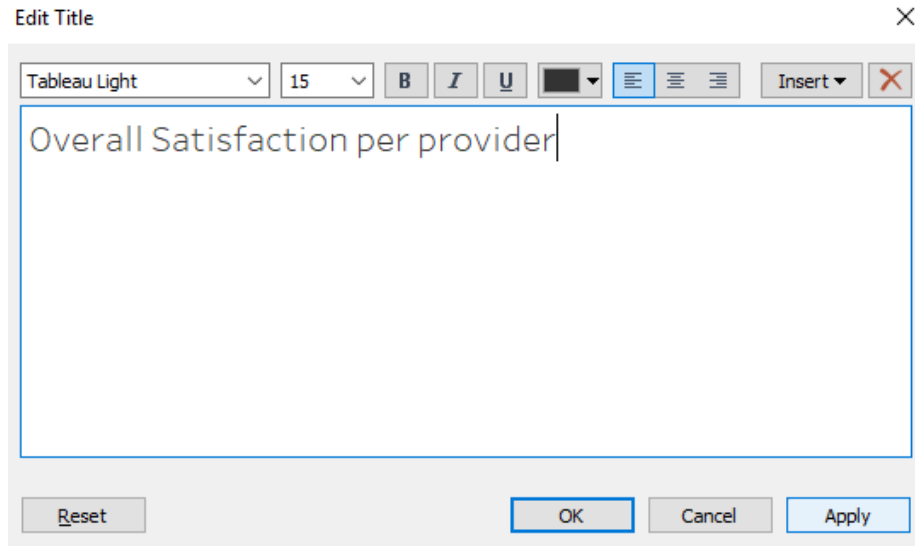 Edit Title
Tableau Light 15 B I U Insert
Overall Satisfaction per provider
Reset OK Cancel Apply